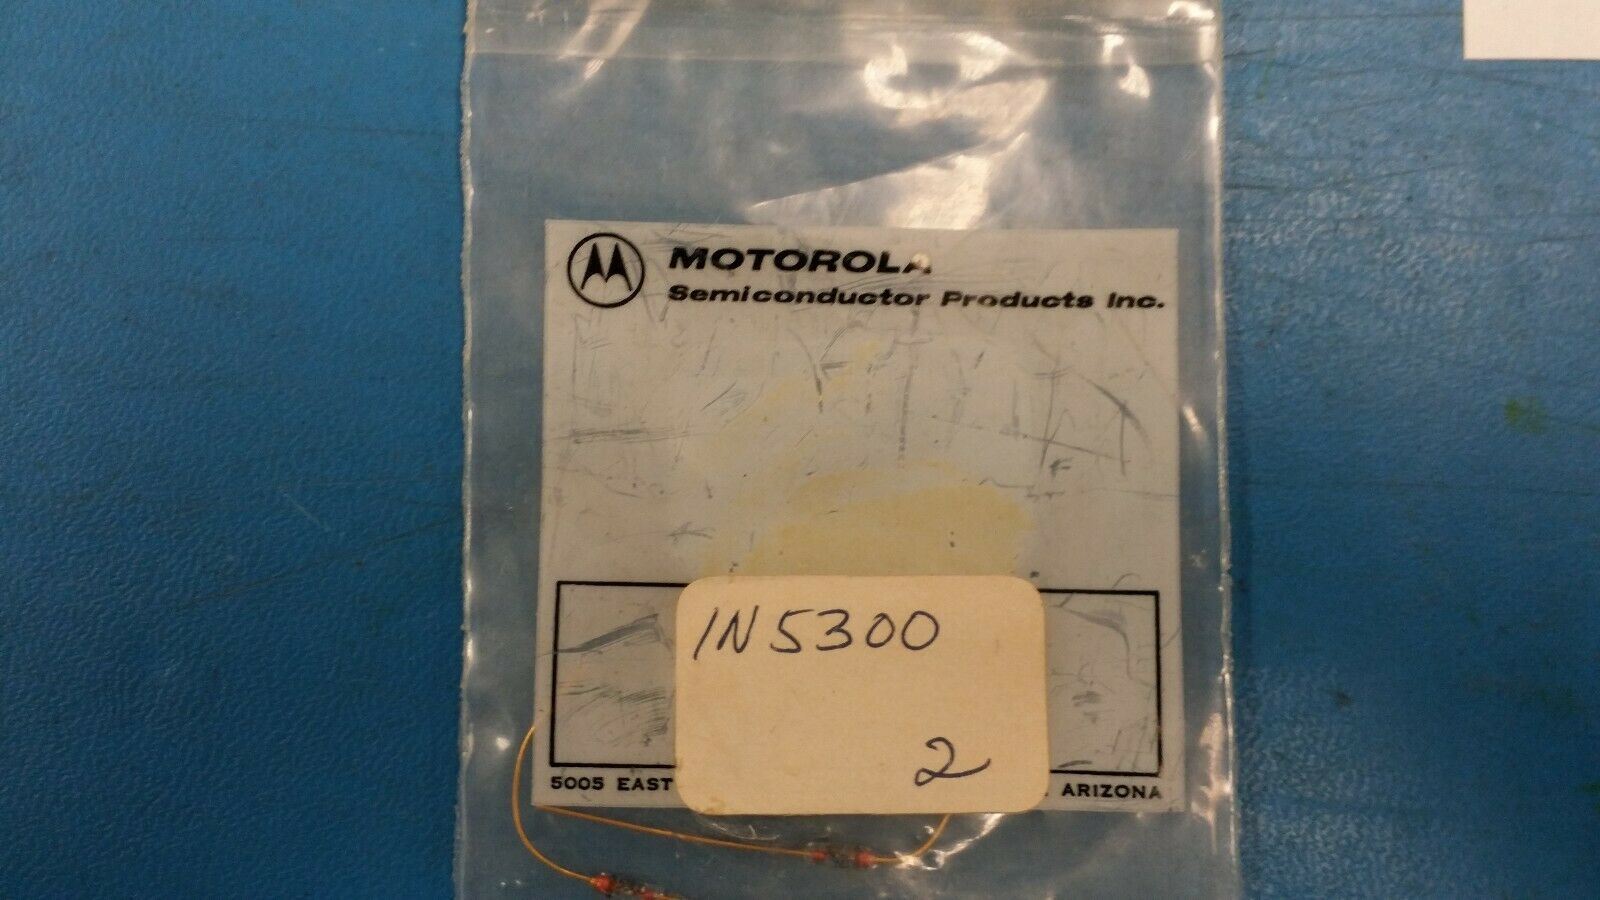 MOTOROLA
Semiconductor Products Inc.
1N5300
2
5005 EAST
ARIZONA